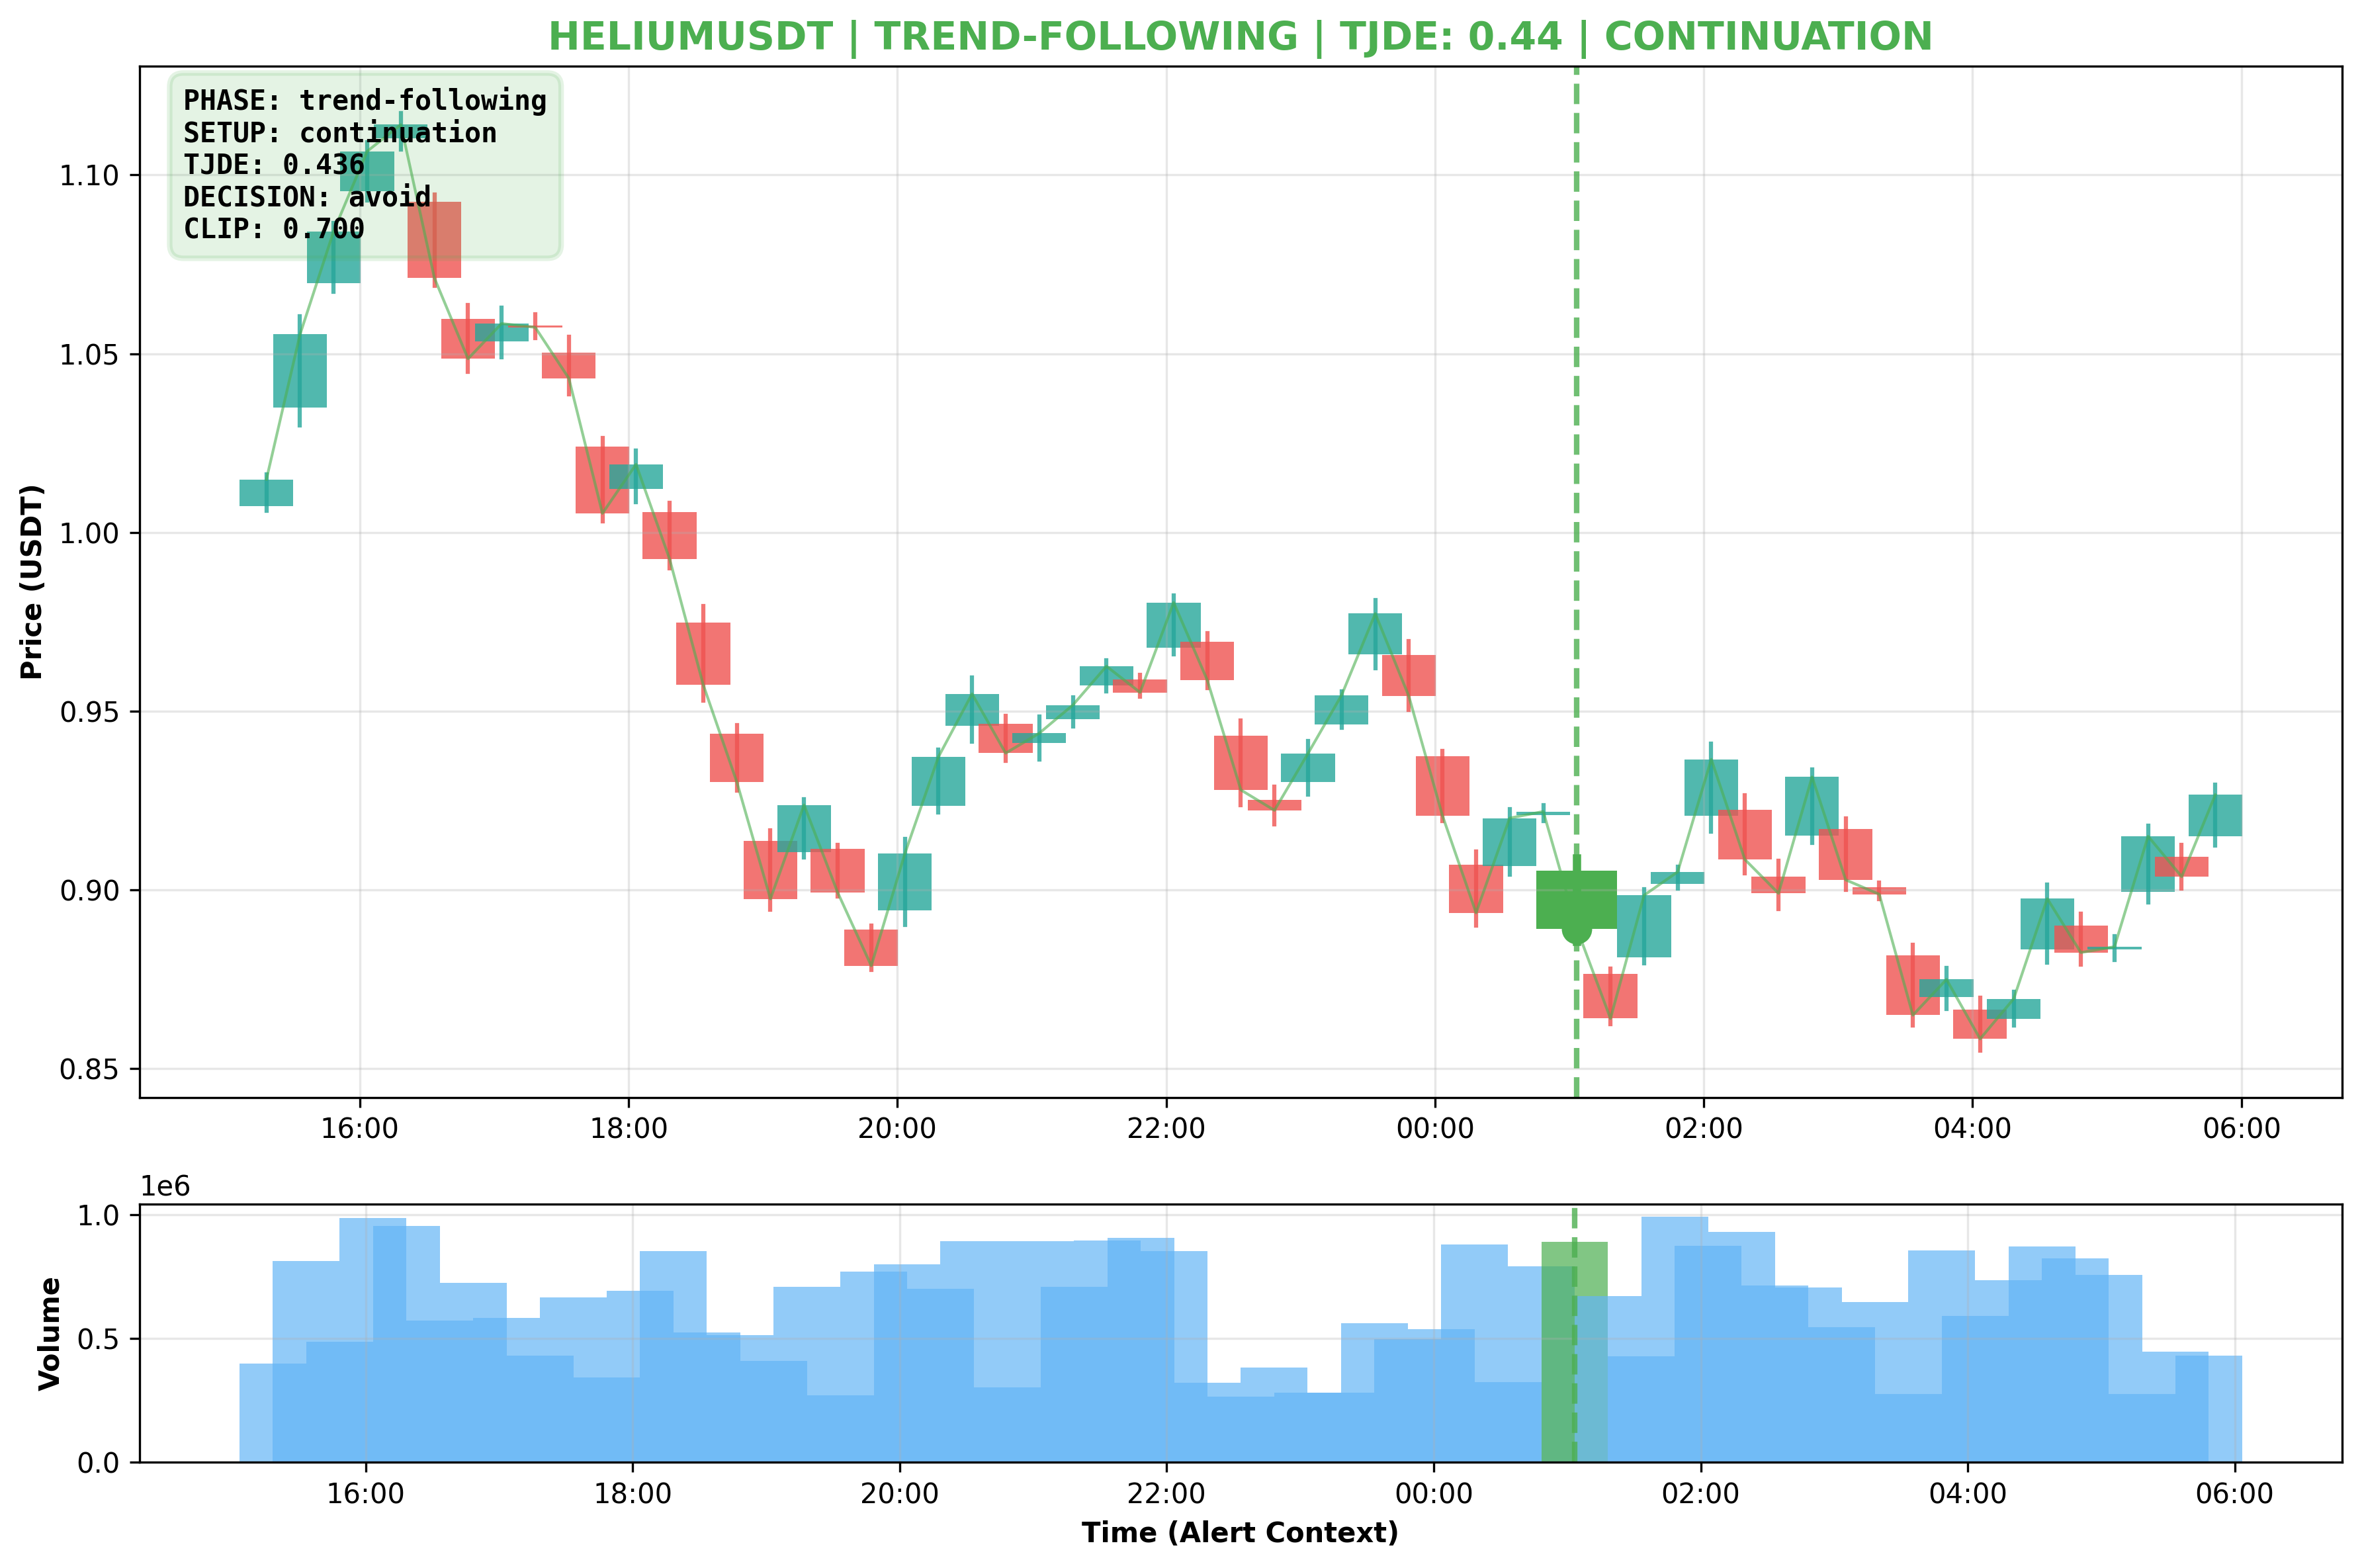 HELIUMUSDT | TREND-FOLLOWING | TJDE: 0.44 | CONTINUATION
PHASE: trend-following
SETUP: continuation
TJDE: 0.436
DECISION: avoid
CLIP: 0.700
Price (USDT)
1.10
1.05
1.00
0.95
0.90
0.85
16:00 18:00 20:00 22:00 00:00 02:00 04:00 06:00
1e6
Volume
1.0
0.5
0.0
16:00 18:00 20:00 22:00 00:00 02:00 04:00 06:00
Time (Alert Context)